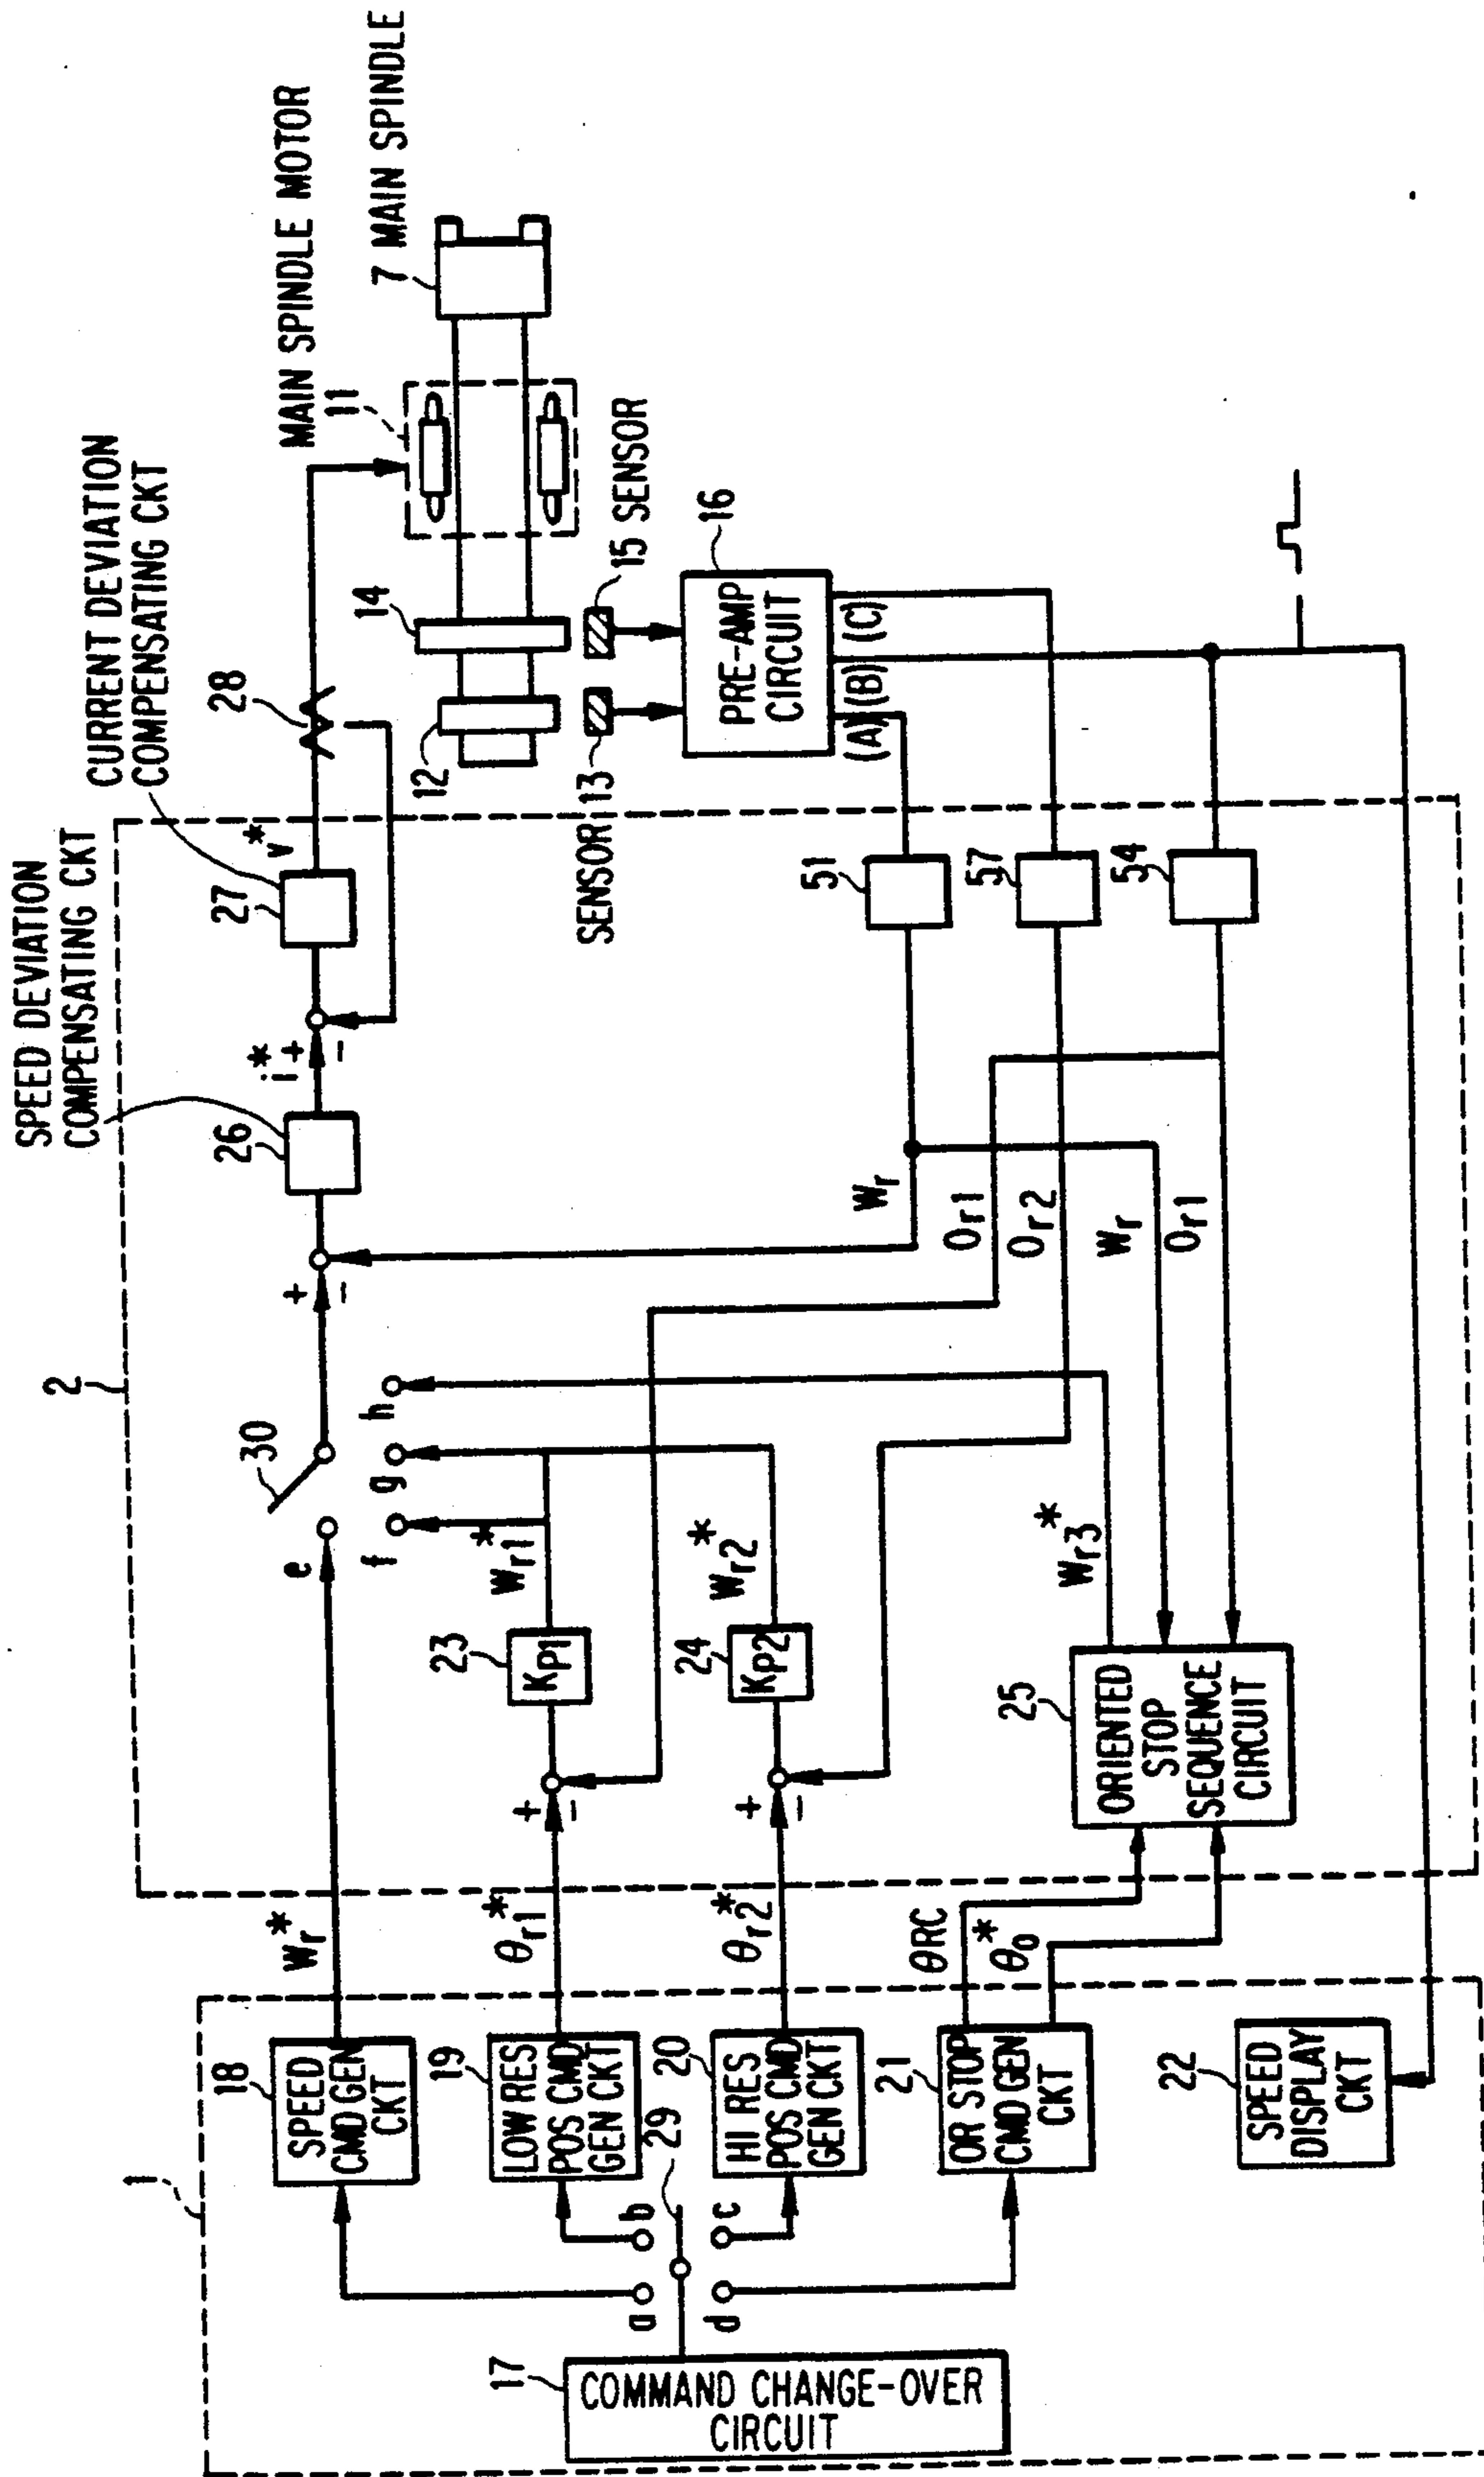 1
17
COMMAND CHANGE-OVER
CIRCUIT
a
b
c
d
29
18
SPEED
CMD GEN
CKT
19
LOW RES
POS CMD
GEN CKT
20
HI RES
POS CMD
GEN CKT
21
OR STOP
CMD GEN
CKT
22
SPEED
DISPLAY
CKT
Wr*
θr1*
θr2*
θRC
θo*
2
+
−
+
−
23
KP1
24
KP2
25
ORIENTED
STOP
SEQUENCE
CIRCUIT
Wr1*
Wr2*
Wr3*
e
f
g
h
30
+
−
Wr
Or1
Or2
Wr
Or1
SPEED DEVIATION
COMPENSATING CKT
26
i*
+
−
CURRENT DEVIATION
COMPENSATING CKT
27
v*
28
51
57
54
MAIN SPINDLE MOTOR
11
7 MAIN SPINDLE
12
14
SENSOR 13
15 SENSOR
16
PRE-AMP
CIRCUIT
(A)
(B)
(C)